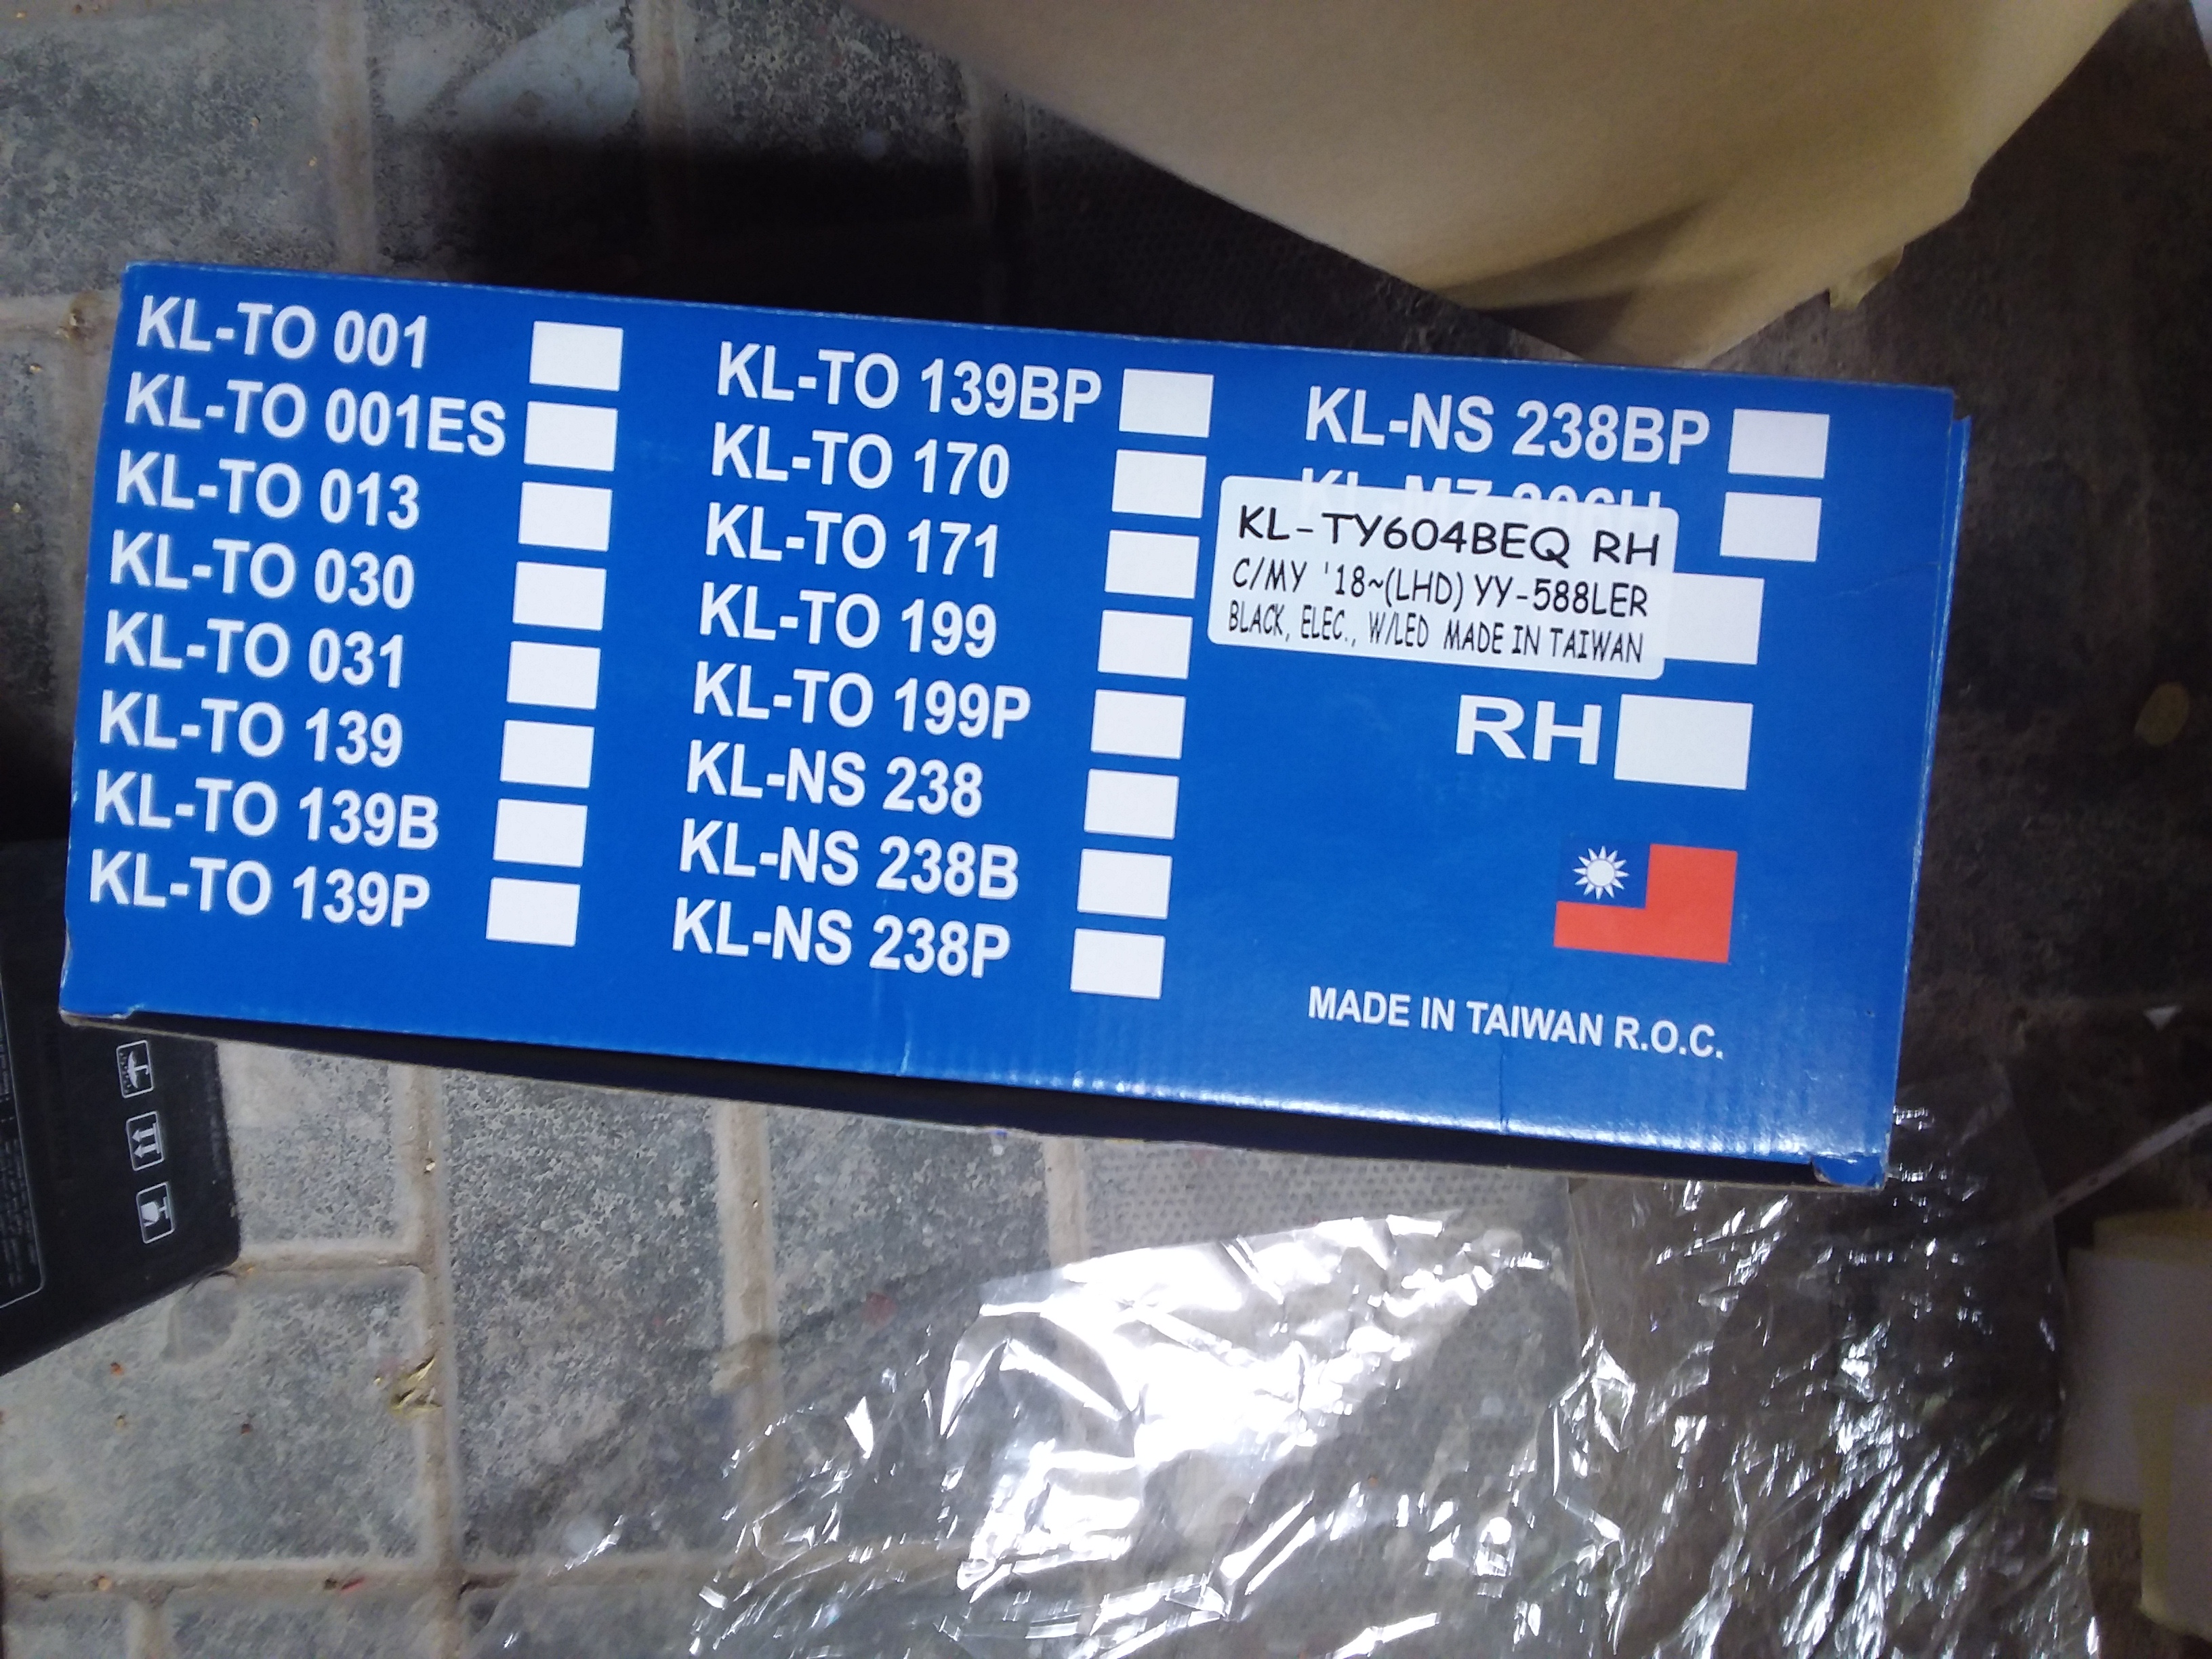 KL-TO 001
KL-TO 001ES
KL-TO 013
KL-TO 030
KL-TO 031
KL-TO 139
KL-TO 139B
KL-TO 139P
KL-TO 139BP
KL-TO 170
KL-TO 171
KL-TO 199
KL-TO 199P
KL-NS 238
KL-NS 238B
KL-NS 238P
KL-NS 238BP
KL-TY604BEQ RH
C/MY '18~(LHD) YY-588LER
BLACK, ELEC., W/LED MADE IN TAIWAN
RH
MADE IN TAIWAN R.O.C.